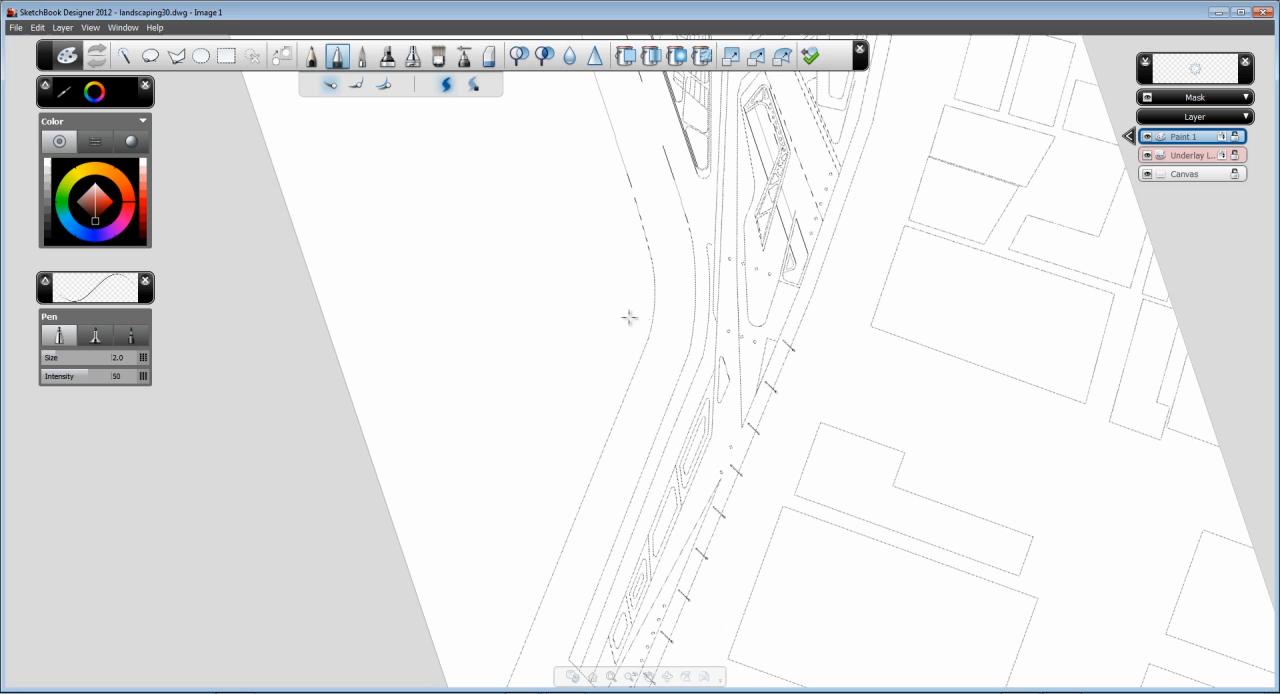 SketchBook Designer 2012 - landscaping30.dwg - Image 1
File Edit Layer View Window Help
Color
Pen
Size 2.0
Intensity 50
Mask
Layer
Paint 1
Underlay L...
Canvas